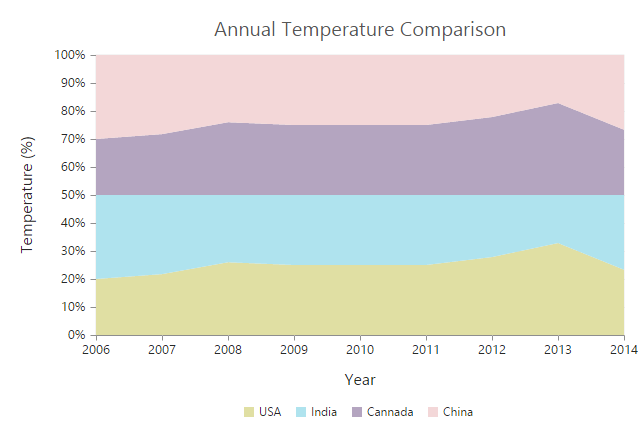 Annual Temperature Comparison
100%
90%
80%
70%
60%
50%
40%
30%
20%
10%
0%
Temperature (%)
2006 2007 2008 2009 2010 2011 2012 2013 2014
Year
USA India Cannada China